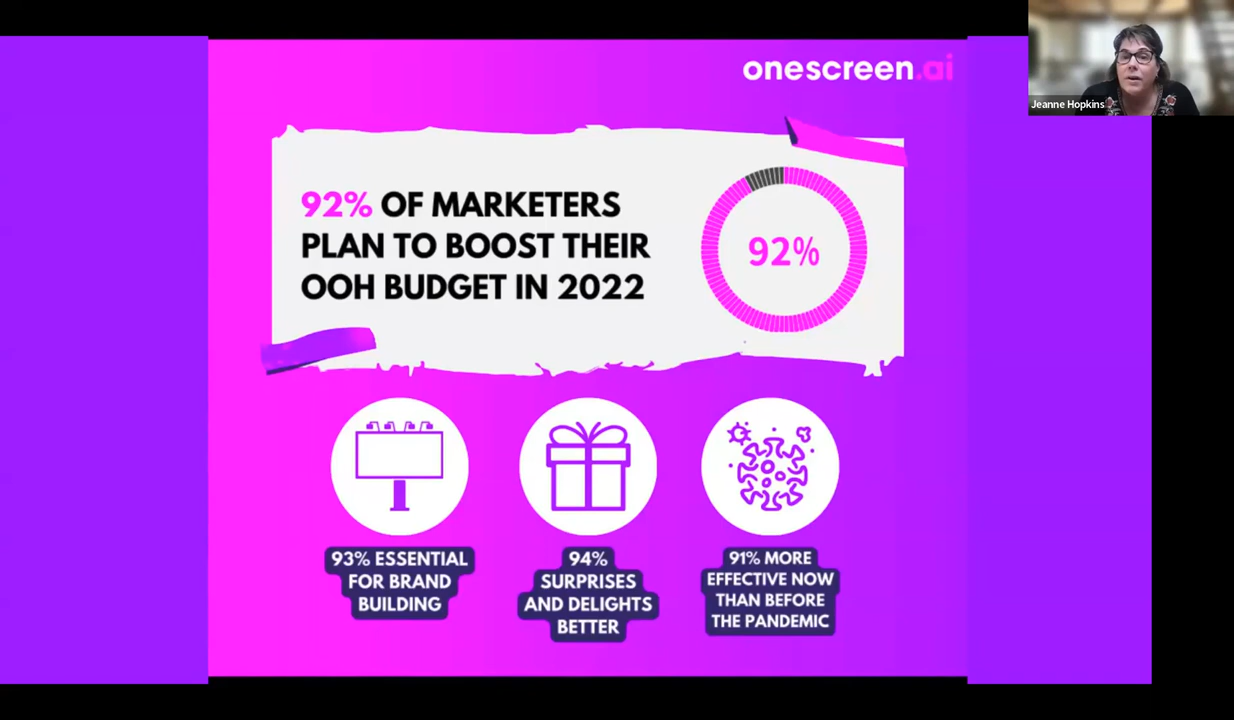 onescreen.ai
Jeanne Hopkins
92% OF MARKETERS
PLAN TO BOOST THEIR
OOH BUDGET IN 2022
92%
93% ESSENTIAL
FOR BRAND
BUILDING
94%
SURPRISES
AND DELIGHTS
BETTER
91% MORE
EFFECTIVE NOW
THAN BEFORE
THE PANDEMIC